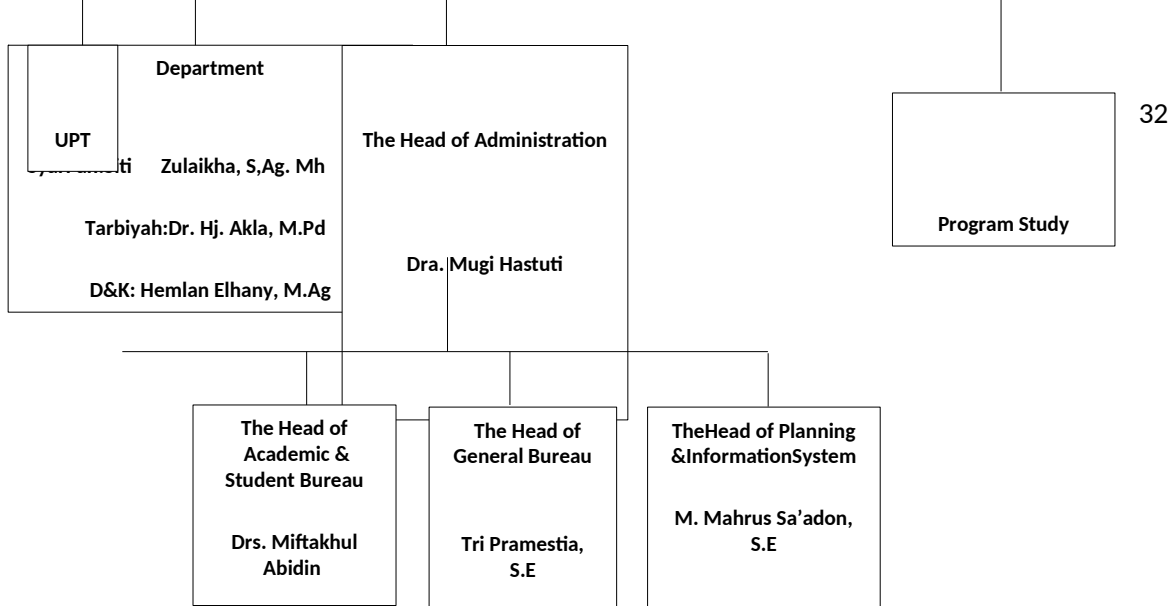 Department
32
UPT
The Head of Administration
Zulaikha, S,Ag. Mh
Program Study
Tarbiyah:Dr. Hj. Akla, M.Pd
Dra. Mugi Hastuti
D&K: Hemlan Elhany, M.Ag
The Head of
Academic &
Student Bureau
Drs. Miftakhul
Abidin
The Head of
General Bureau
Tri Pramestia,
S.E
TheHead of Planning
&InformationSystem
M. Mahrus Sa’adon,
S.E